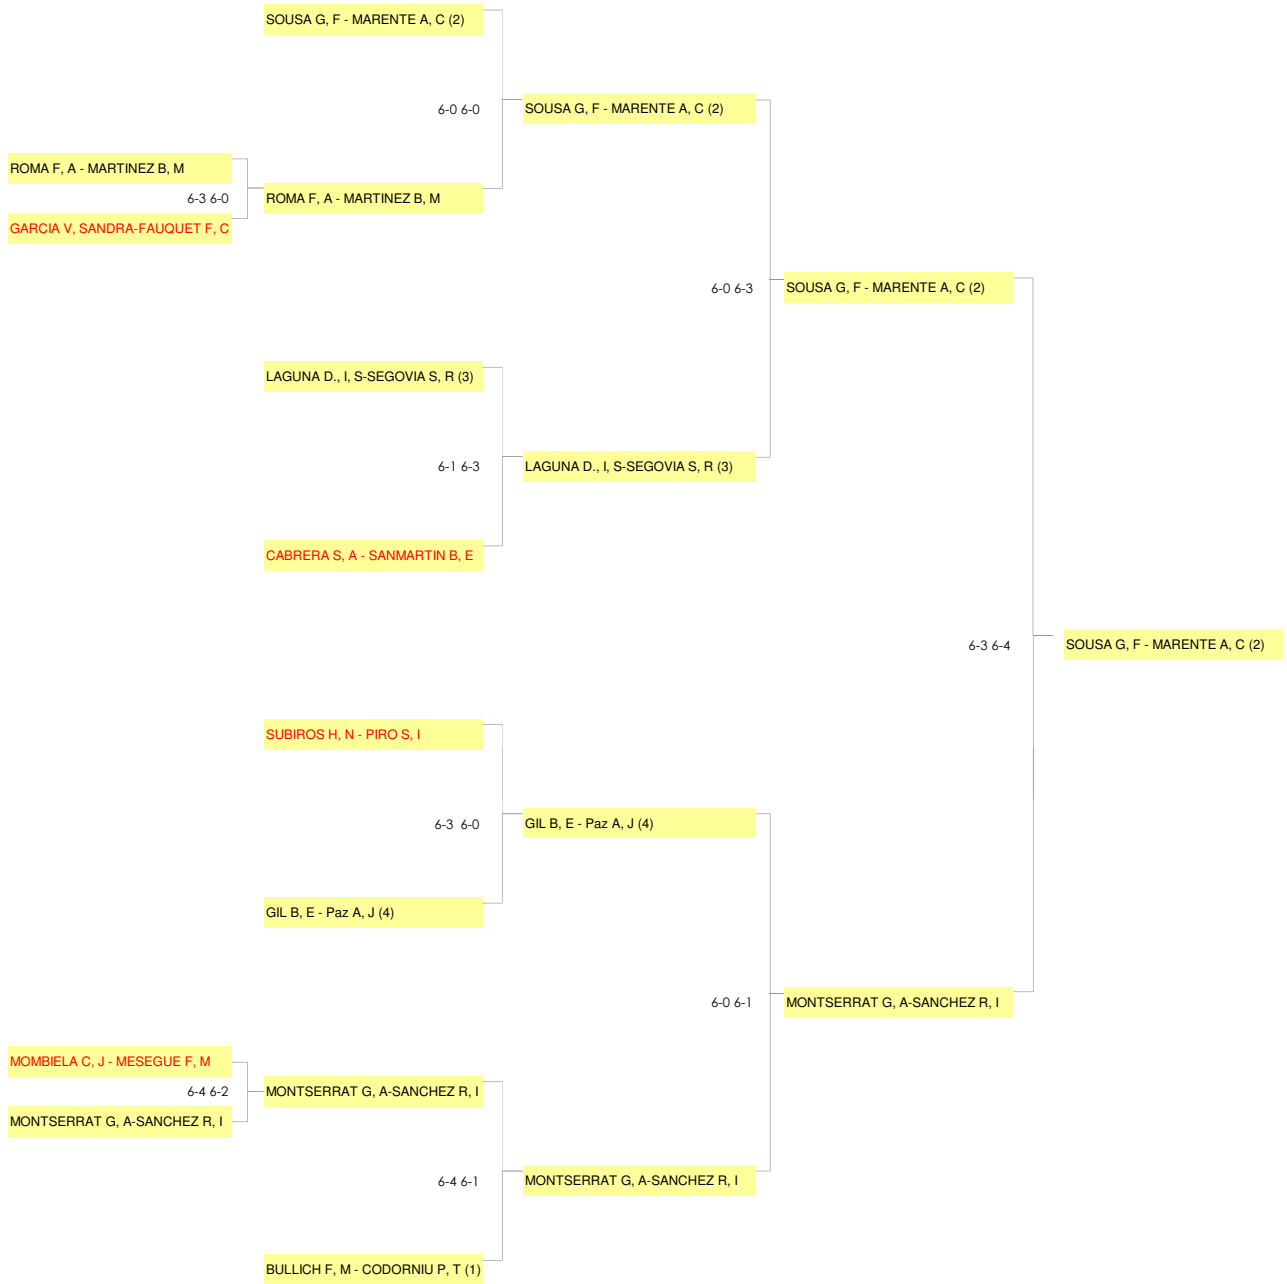 SOUSA G, F - MARENTE A, C (2)
6-0 6-0
SOUSA G, F - MARENTE A, C (2)
ROMA F, A - MARTINEZ B, M
6-3 6-0
ROMA F, A - MARTINEZ B, M
GARCIA V, SANDRA-FAUQUET F, C
6-0 6-3
SOUSA G, F - MARENTE A, C (2)
LAGUNA D., I, S-SEGOVIA S, R (3)
6-1 6-3
LAGUNA D., I, S-SEGOVIA S, R (3)
CABRERA S, A - SANMARTIN B, E
6-3 6-4
SOUSA G, F - MARENTE A, C (2)
SUBIROS H, N - PIRO S, I
6-3 6-0
GIL B, E - Paz A, J (4)
GIL B, E - Paz A, J (4)
6-0 6-1
MONTSERRAT G, A-SANCHEZ R, I
MOMBIELA C, J - MESEGUE F, M
6-4 6-2
MONTSERRAT G, A-SANCHEZ R, I
MONTSERRAT G, A-SANCHEZ R, I
6-4 6-1
MONTSERRAT G, A-SANCHEZ R, I
BULLICH F, M - CODORNIU P, T (1)